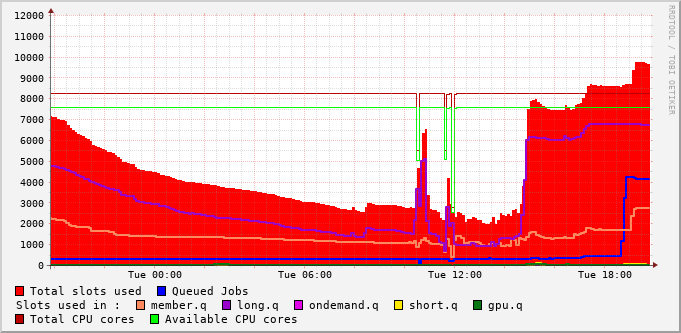 RRDTOOL / TOBI OETIKER
12000
11000
10000
9000
8000
7000
6000
5000
4000
3000
2000
1000
0
Tue 00:00 Tue 06:00 Tue 12:00 Tue 18:00
Total slots used Queued Jobs
Slots used in : member.q long.q ondemand.q short.q gpu.q
Total CPU cores Available CPU cores